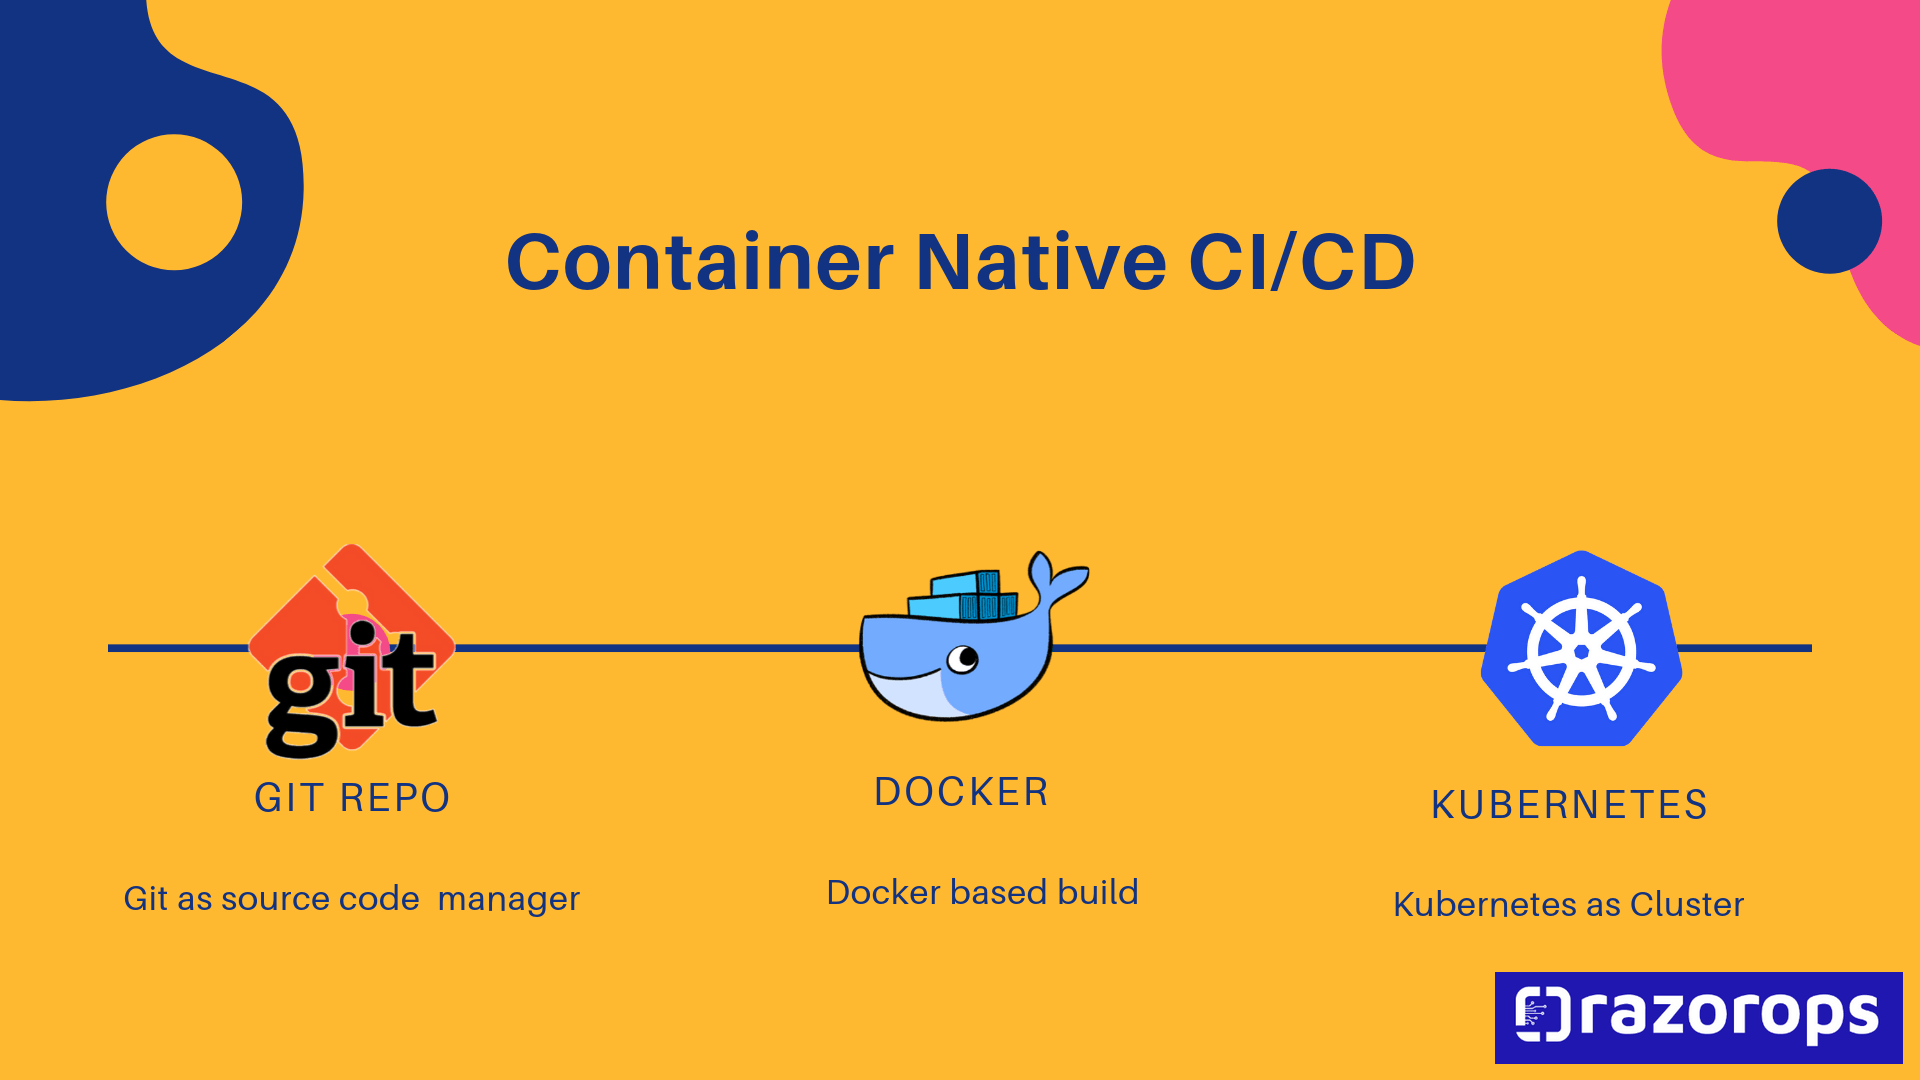 Container Native CI/CD
git
GIT REPO
DOCKER
KUBERNETES
Git as source code  manager
Docker based build
Kubernetes as Cluster
razorops